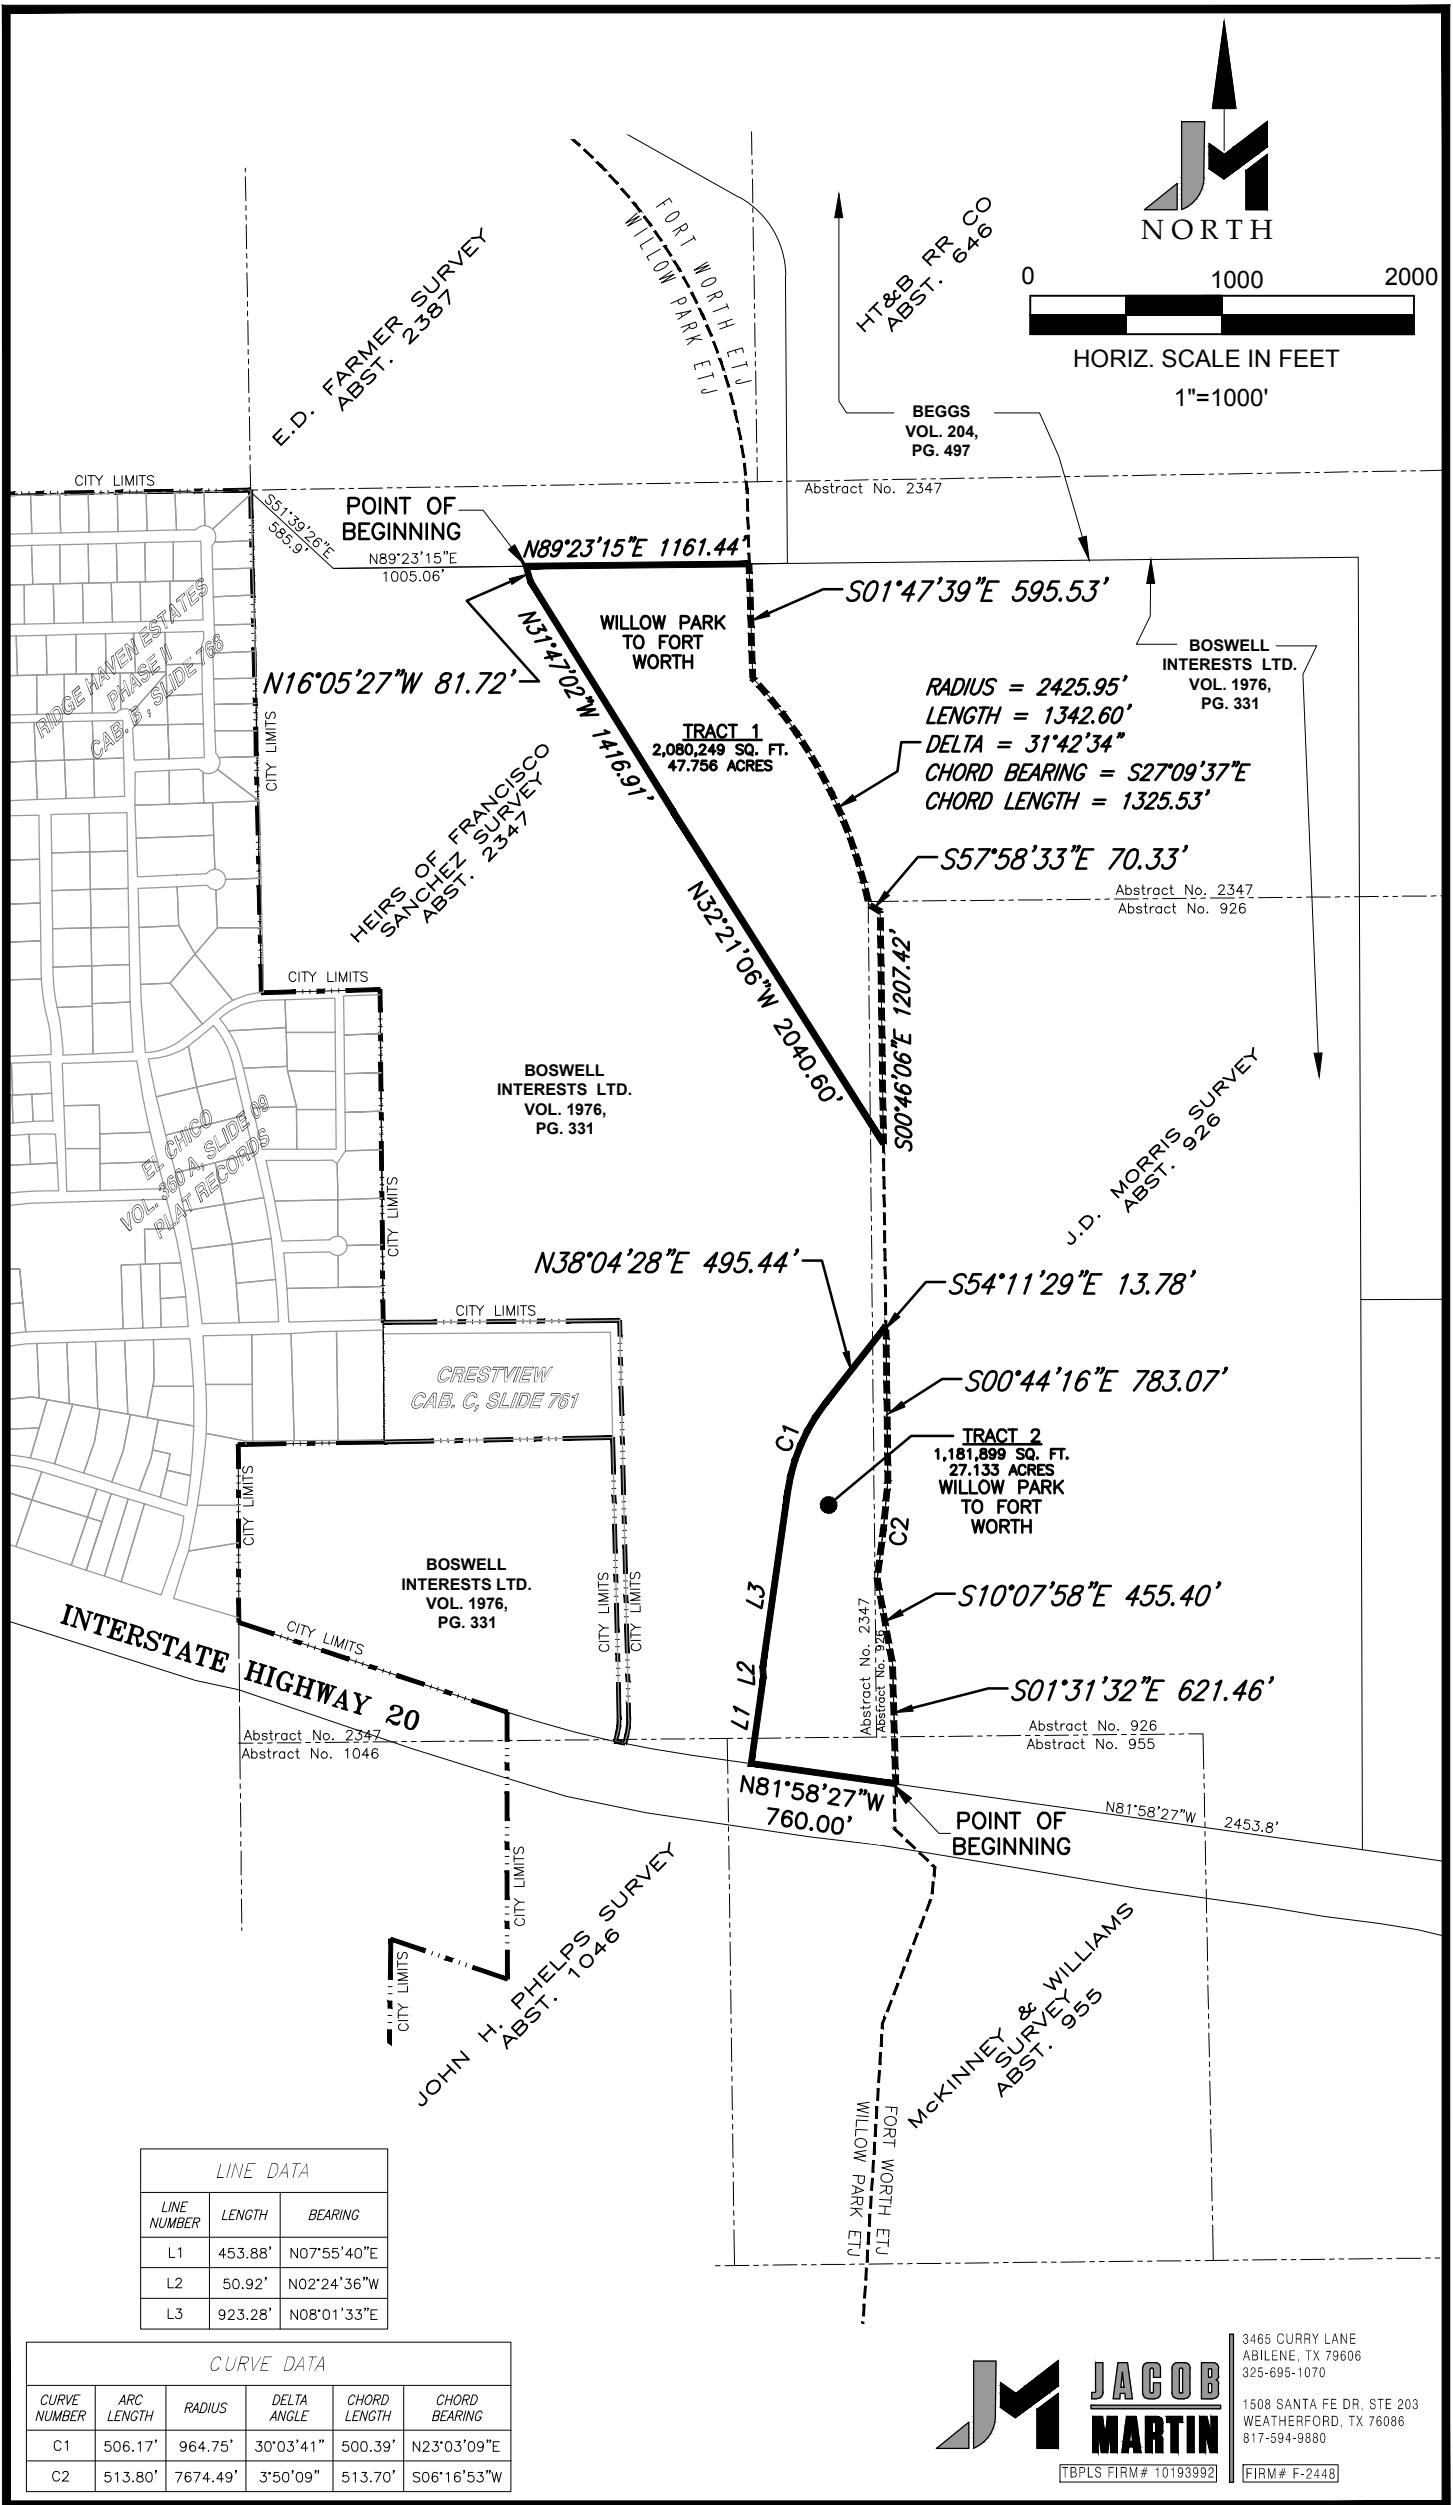 JM
NORTH
0 1000 2000
HORIZ. SCALE IN FEET
1"=1000'
FORT WORTH ETJ
WILLOW PARK ETJ
HT&B RR CO
ABST. 646
E.D. FARMER SURVEY
ABST. 2387
BEGGS
VOL. 204,
PG. 497
CITY LIMITS
Abstract No. 2347
S51°39'26"E
585.9'
POINT OF
BEGINNING
N89°23'15"E
1005.06'
N89°23'15"E 1161.44'
S01°47'39"E 595.53'
WILLOW PARK
TO FORT
WORTH
BOSWELL
INTERESTS LTD.
VOL. 1976,
PG. 331
RIDGE HAVEN ESTATES
PHASE II
CAB. B, SLIDE 768
N16°05'27"W 81.72'
N31°47'02"W 1416.91'
RADIUS = 2425.95'
LENGTH = 1342.60'
DELTA = 31°42'34"
CHORD BEARING = S27°09'37"E
CHORD LENGTH = 1325.53'
TRACT 1
2,080,249 SQ. FT.
47.756 ACRES
CITY LIMITS
HEIRS OF FRANCISCO
SANCHEZ SURVEY
ABST. 2347
S57°58'33"E 70.33'
Abstract No. 2347
Abstract No. 926
N32°21'06"W 2040.60'
S00°46'06"E 1207.42'
CITY LIMITS
BOSWELL
INTERESTS LTD.
VOL. 1976,
PG. 331
J.D. MORRIS SURVEY
ABST. 926
EL CHICO
VOL. 360 A, SLIDE 09
PLAT RECORDS
CITY LIMITS
N38°04'28"E 495.44'
S54°11'29"E 13.78'
CITY LIMITS
CRESTVIEW
CAB. C, SLIDE 761
S00°44'16"E 783.07'
C1
TRACT 2
1,181,899 SQ. FT.
27.133 ACRES
WILLOW PARK
TO FORT
WORTH
C2
CITY LIMITS
BOSWELL
INTERESTS LTD.
VOL. 1976,
PG. 331
CITY LIMITS
CITY LIMITS
L3
S10°07'58"E 455.40'
Abstract No. 2347
Abstract No. 926
CITY LIMITS
INTERSTATE HIGHWAY 20
L2
L1
S01°31'32"E 621.46'
Abstract No. 2347
Abstract No. 1046
Abstract No. 926
Abstract No. 955
N81°58'27"W
760.00'
POINT OF
BEGINNING
N81°58'27"W 2453.8'
CITY LIMITS
CITY LIMITS
JOHN H. PHELPS SURVEY
ABST. 1046
McKINNEY & WILLIAMS
SURVEY
ABST. 955
FORT WORTH ETJ
WILLOW PARK ETJ
LINE DATA
LINE NUMBER LENGTH BEARING
L1 453.88' N07°55'40"E
L2 50.92' N02°24'36"W
L3 923.28' N08°01'33"E
CURVE DATA
CURVE NUMBER ARC LENGTH RADIUS DELTA ANGLE CHORD LENGTH CHORD BEARING
C1 506.17' 964.75' 30°03'41" 500.39' N23°03'09"E
C2 513.80' 7674.49' 3°50'09" 513.70' S06°16'53"W
JM
JACOB
MARTIN
TBPLS FIRM# 10193992
3465 CURRY LANE
ABILENE, TX 79606
325-695-1070
1508 SANTA FE DR, STE 203
WEATHERFORD, TX 76086
817-594-9880
FIRM# F-2448